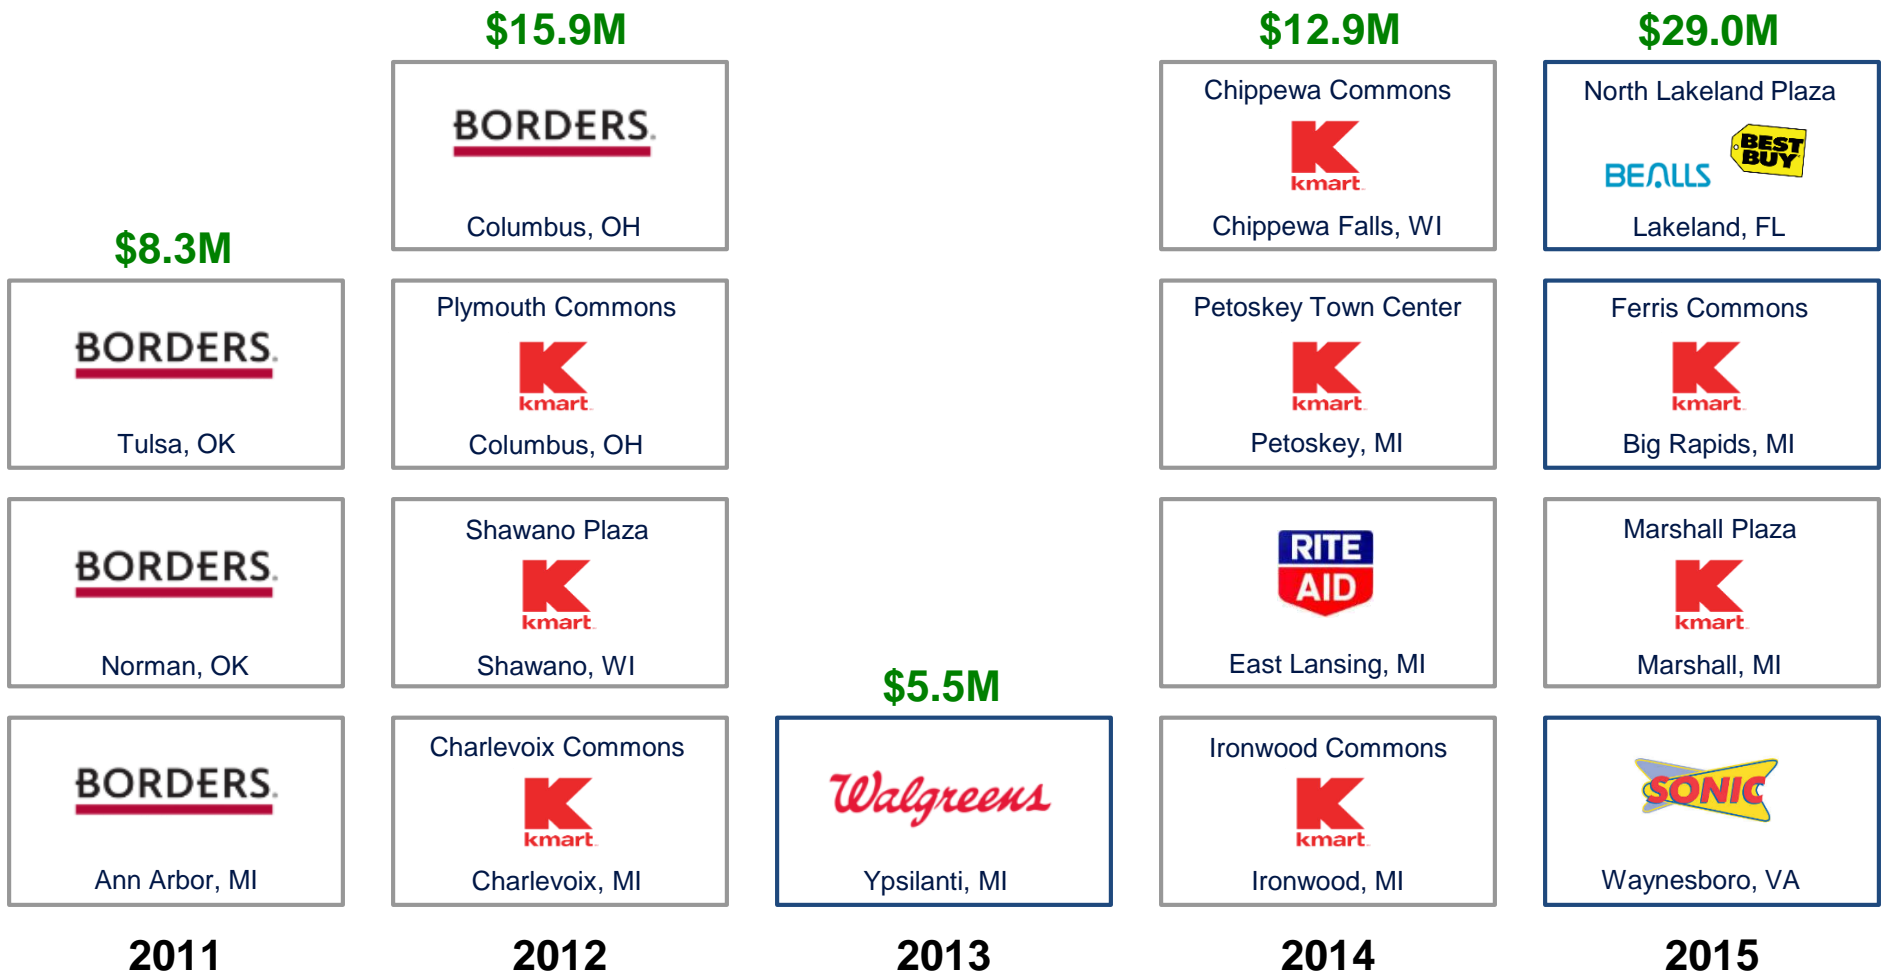 $8.3M
BORDERS.
Tulsa, OK
BORDERS.
Norman, OK
BORDERS.
Ann Arbor, MI
2011
$15.9M
BORDERS.
Columbus, OH
Plymouth Commons
K
kmart
Columbus, OH
Shawano Plaza
K
kmart
Shawano, WI
Charlevoix Commons
K
kmart
Charlevoix, MI
2012
$5.5M
Walgreens
Ypsilanti, MI
2013
$12.9M
Chippewa Commons
K
kmart
Chippewa Falls, WI
Petoskey Town Center
K
kmart
Petoskey, MI
RITE
AID
East Lansing, MI
Ironwood Commons
K
kmart
Ironwood, MI
2014
$29.0M
North Lakeland Plaza
BEALLS
BEST
BUY
Lakeland, FL
Ferris Commons
K
kmart
Big Rapids, MI
Marshall Plaza
K
kmart
Marshall, MI
SONIC
Waynesboro, VA
2015